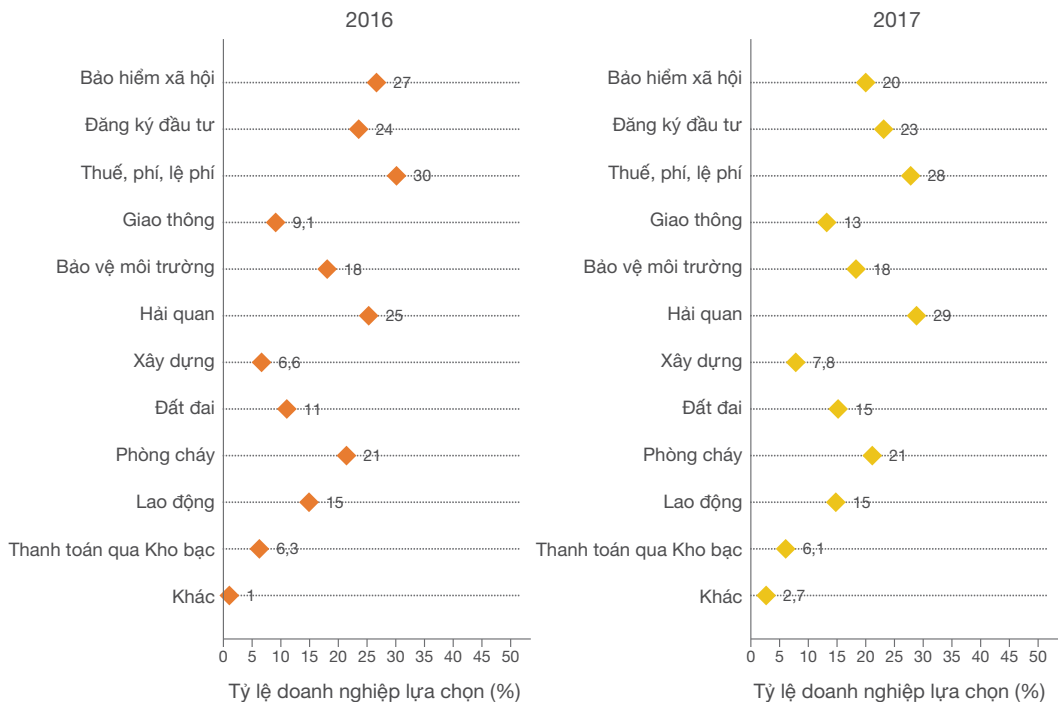 2016
Bảo hiểm xã hội 27
Đăng ký đầu tư 24
Thuế, phí, lệ phí 30
Giao thông 9,1
Bảo vệ môi trường 18
Hải quan 25
Xây dựng 6,6
Đất đai 11
Phòng cháy 21
Lao động 15
Thanh toán qua Kho bạc 6,3
Khác 1
0 5 10 15 20 25 30 35 40 45 50
Tỷ lệ doanh nghiệp lựa chọn (%)
2017
Bảo hiểm xã hội 20
Đăng ký đầu tư 23
Thuế, phí, lệ phí 28
Giao thông 13
Bảo vệ môi trường 18
Hải quan 29
Xây dựng 7,8
Đất đai 15
Phòng cháy 21
Lao động 15
Thanh toán qua Kho bạc 6,1
Khác 2,7
0 5 10 15 20 25 30 35 40 45 50
Tỷ lệ doanh nghiệp lựa chọn (%)